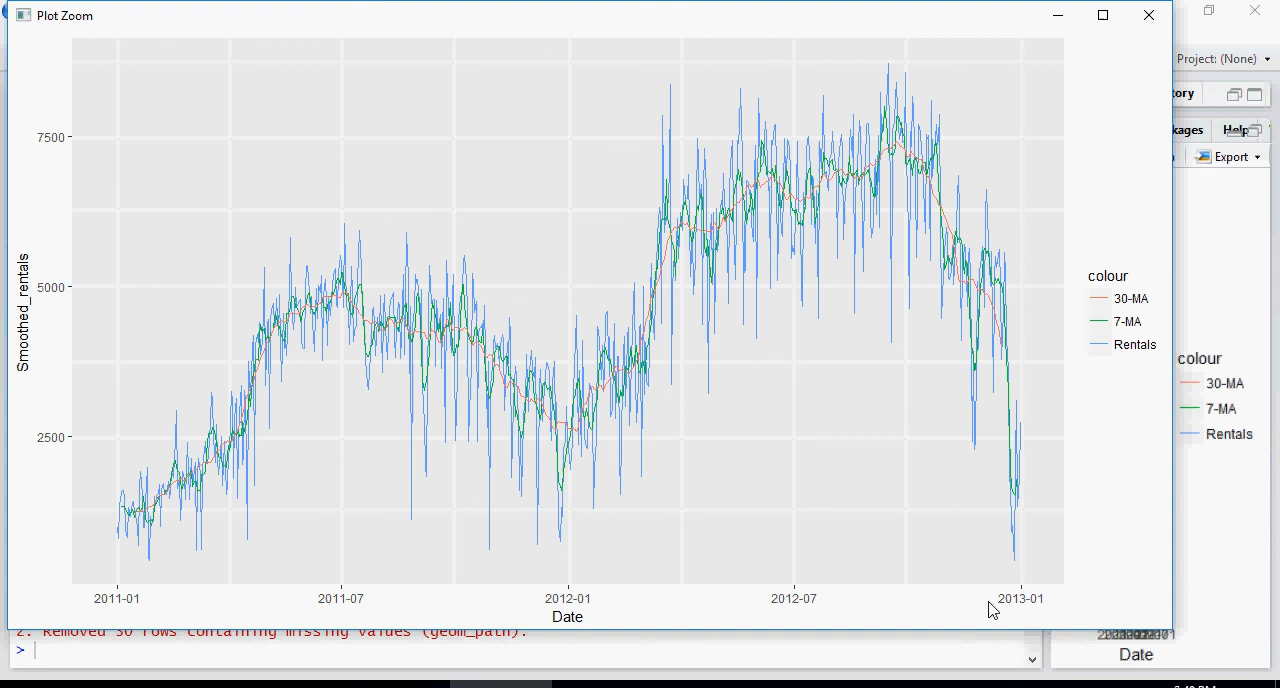 Plot Zoom
Project: (None)
tory
kages
Help
Export
7500
5000
2500
Smoothed_rentals
2011-01
2011-07
2012-01
2012-07
2013-01
Date
colour
30-MA
7-MA
Rentals
colour
30-MA
7-MA
Rentals
2: Removed 30 rows containing missing values (geom_path).
>
Date